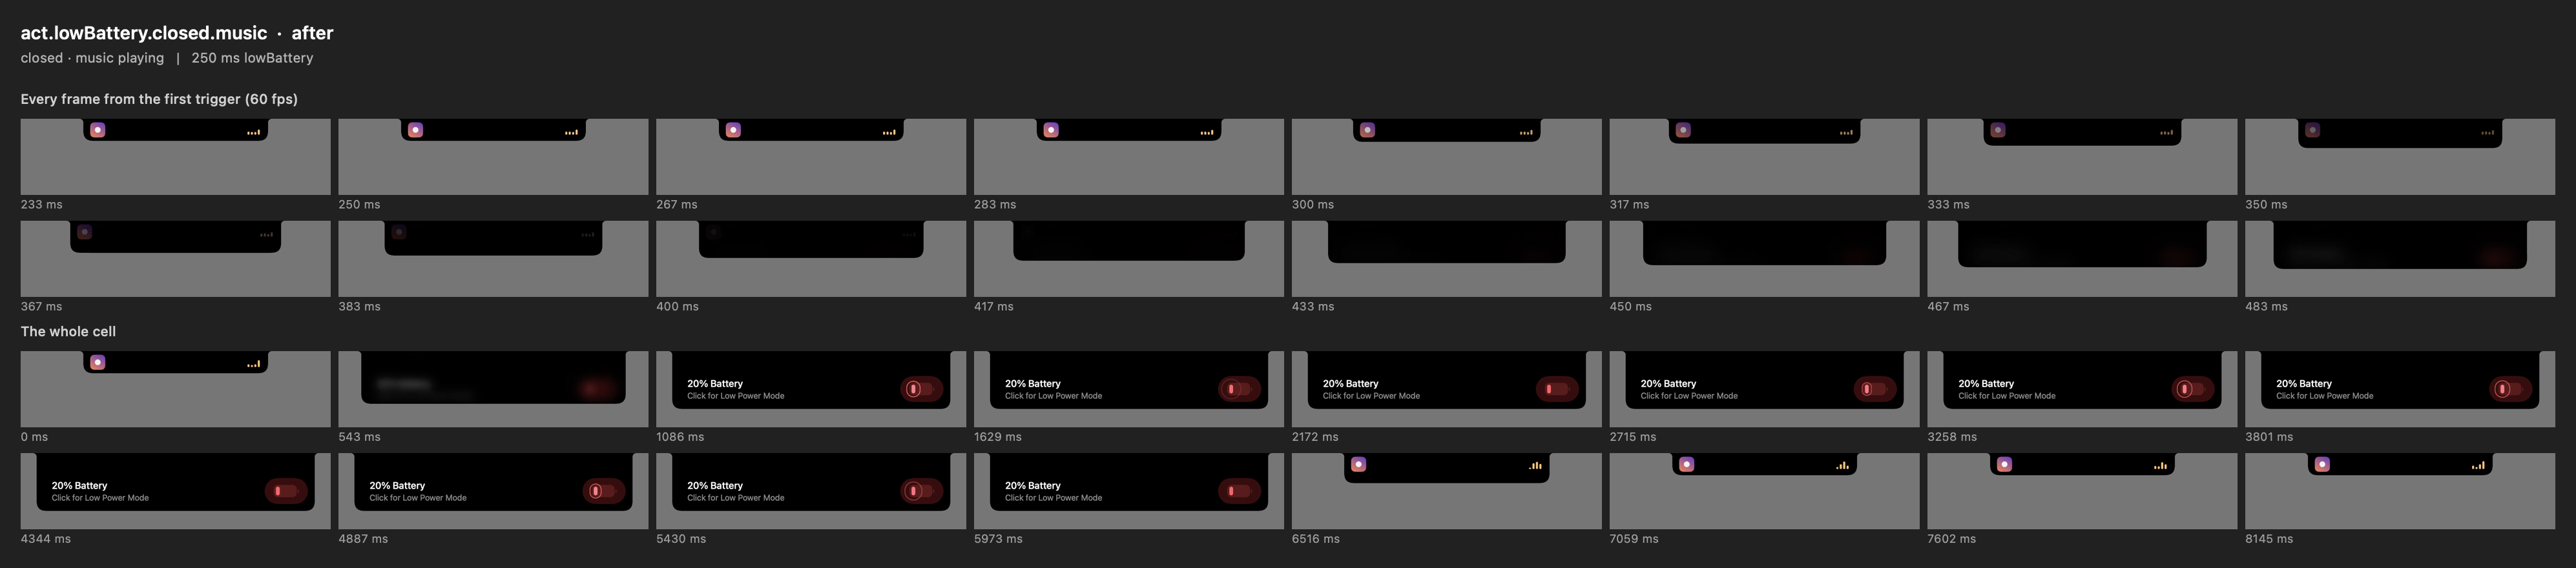 act.lowBattery.closed.music · after
closed · music playing | 250 ms lowBattery
Every frame from the first trigger (60 fps)
233 ms
250 ms
267 ms
283 ms
300 ms
317 ms
333 ms
350 ms
367 ms
383 ms
400 ms
417 ms
433 ms
450 ms
467 ms
483 ms
The whole cell
20% Battery
Click for Low Power Mode
20% Battery
Click for Low Power Mode
20% Battery
Click for Low Power Mode
20% Battery
Click for Low Power Mode
20% Battery
Click for Low Power Mode
20% Battery
Click for Low Power Mode
0 ms
543 ms
1086 ms
1629 ms
2172 ms
2715 ms
3258 ms
3801 ms
20% Battery
Click for Low Power Mode
20% Battery
Click for Low Power Mode
20% Battery
Click for Low Power Mode
20% Battery
Click for Low Power Mode
4344 ms
4887 ms
5430 ms
5973 ms
6516 ms
7059 ms
7602 ms
8145 ms